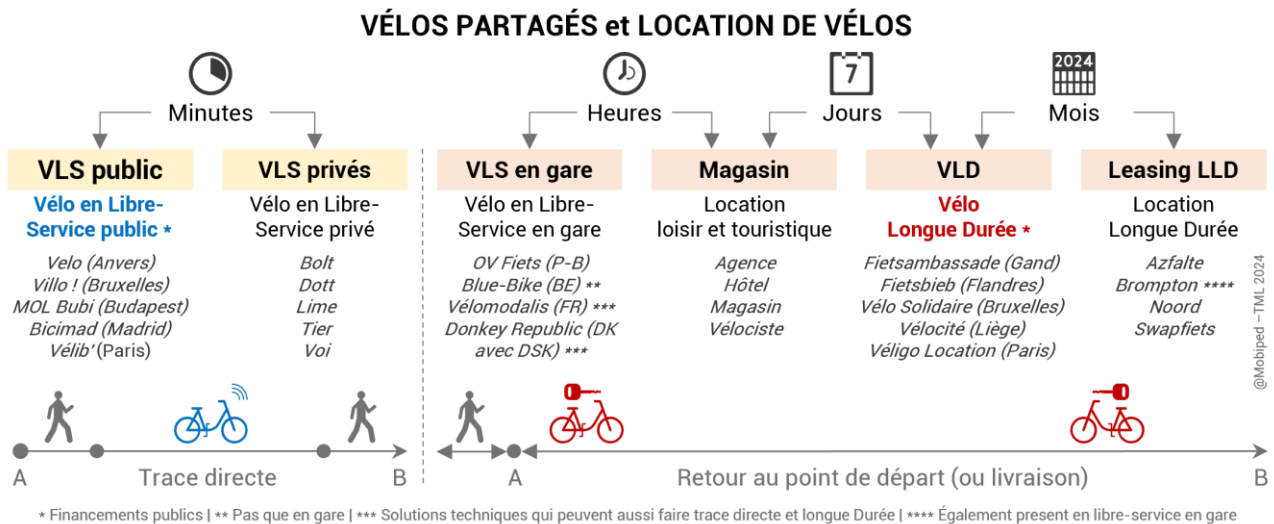 VÉLOS PARTAGÉS et LOCATION DE VÉLOS
Minutes
Heures
7
Jours
2024
Mois
VLS public
Vélo en Libre-
Service public *
Velo (Anvers)
Villo ! (Bruxelles)
MOL Bubi (Budapest)
Bicimad (Madrid)
Vélib' (Paris)
VLS privés
Vélo en Libre-
Service privé
Bolt
Dott
Lime
Tier
Voi
VLS en gare
Vélo en Libre-
Service en gare
OV Fiets (P-B)
Blue-Bike (BE) **
Vélomodalis (FR) ***
Donkey Republic (DK
avec DSK) ***
Magasin
Location
loisir et touristique
Agence
Hôtel
Magasin
Vélociste
VLD
Vélo
Longue Durée *
Fietsambassade (Gand)
Fietsbieb (Flandres)
Vélo Solidaire (Bruxelles)
Vélocité (Liège)
Véligo Location (Paris)
Leasing LLD
Location
Longue Durée
Azfalte
Brompton ****
Noord
Swapfiets
@Mobiped –TML 2024
A
Trace directe
B
A
Retour au point de départ (ou livraison)
B
* Financements publics | ** Pas que en gare | *** Solutions techniques qui peuvent aussi faire trace directe et longue Durée | **** Également present en libre-service en gare